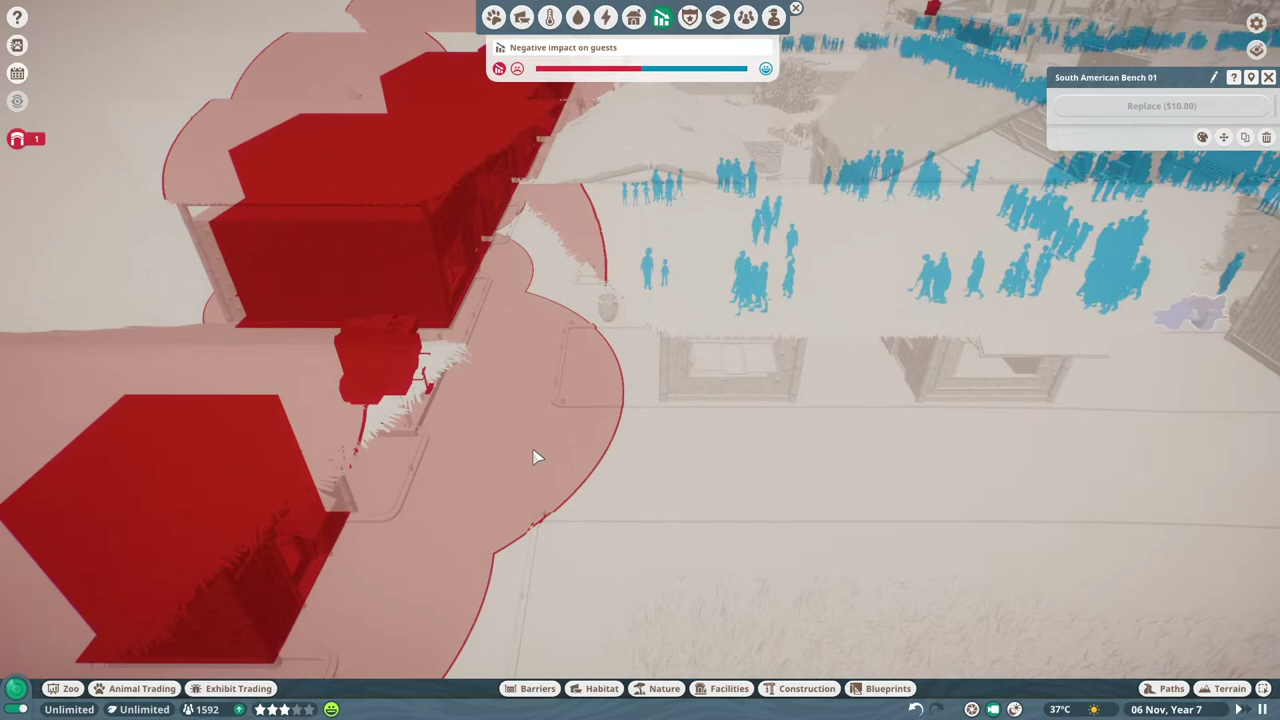 ?
Negative impact on guests
South American Bench 01
?
Replace ($10.00)
1
Zoo
Animal Trading
Exhibit Trading
Barriers
Habitat
Nature
Facilities
Construction
Blueprints
Paths
Terrain
Unlimited
Unlimited
1592
37°C
06 Nov, Year 7